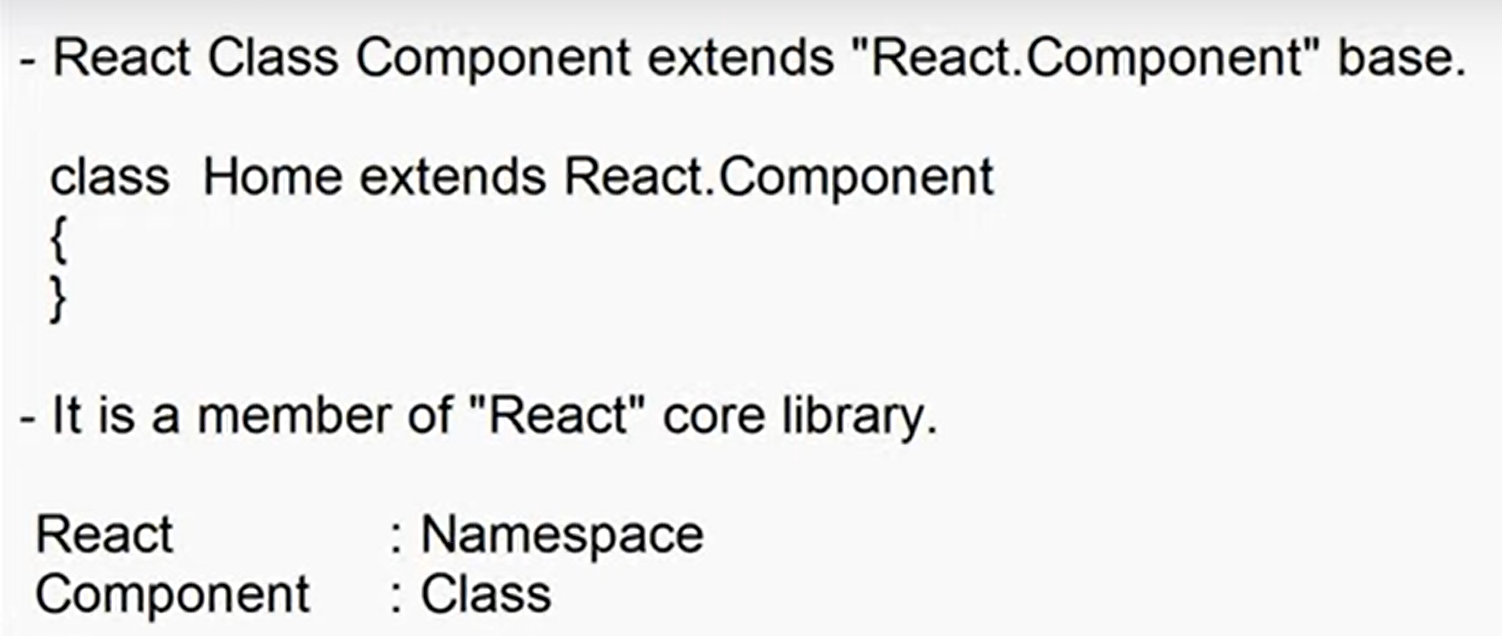 - React Class Component extends "React.Component" base.
class  Home extends React.Component
{
}
- It is a member of "React" core library.
React : Namespace
Component : Class